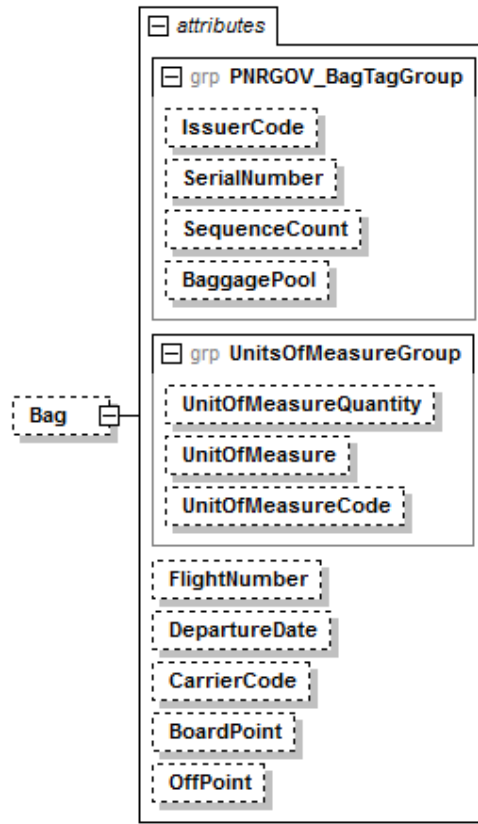 attributes
grp PNRGOV_BagTagGroup
IssuerCode
SerialNumber
SequenceCount
BaggagePool
grp UnitsOfMeasureGroup
Bag
UnitOfMeasureQuantity
UnitOfMeasure
UnitOfMeasureCode
FlightNumber
DepartureDate
CarrierCode
BoardPoint
OffPoint